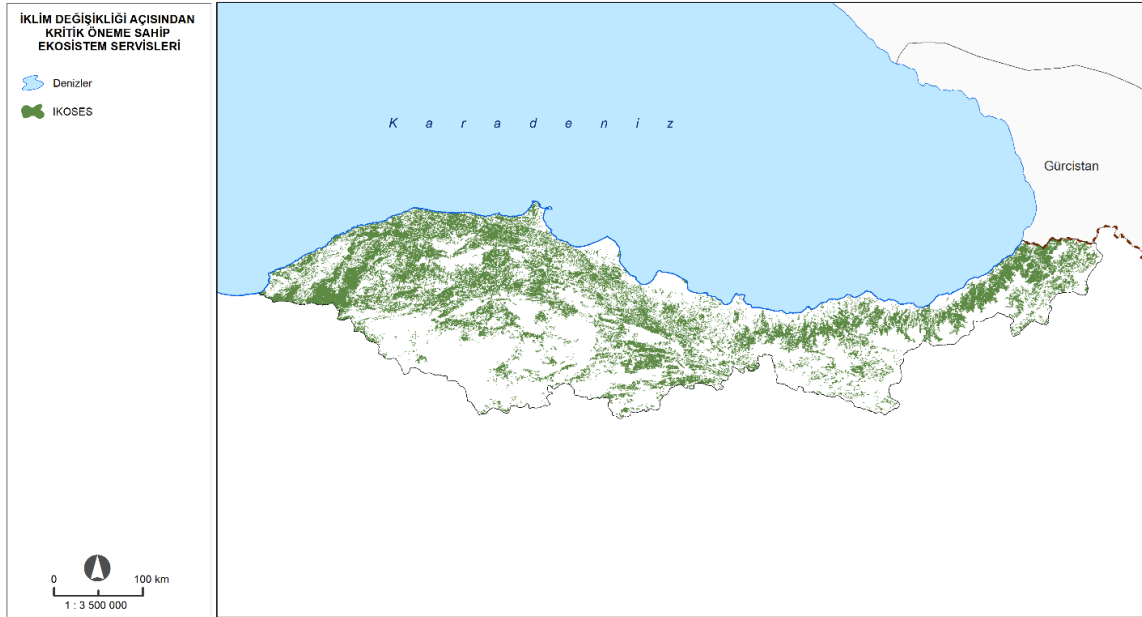 İKLİM DEĞİŞİKLİĞİ AÇISINDAN
KRİTİK ÖNEME SAHİP
EKOSİSTEM SERVİSLERİ
Denizler
IKOSES
0 100 km
1 : 3 500 000
K a r a d e n i z
Gürcistan